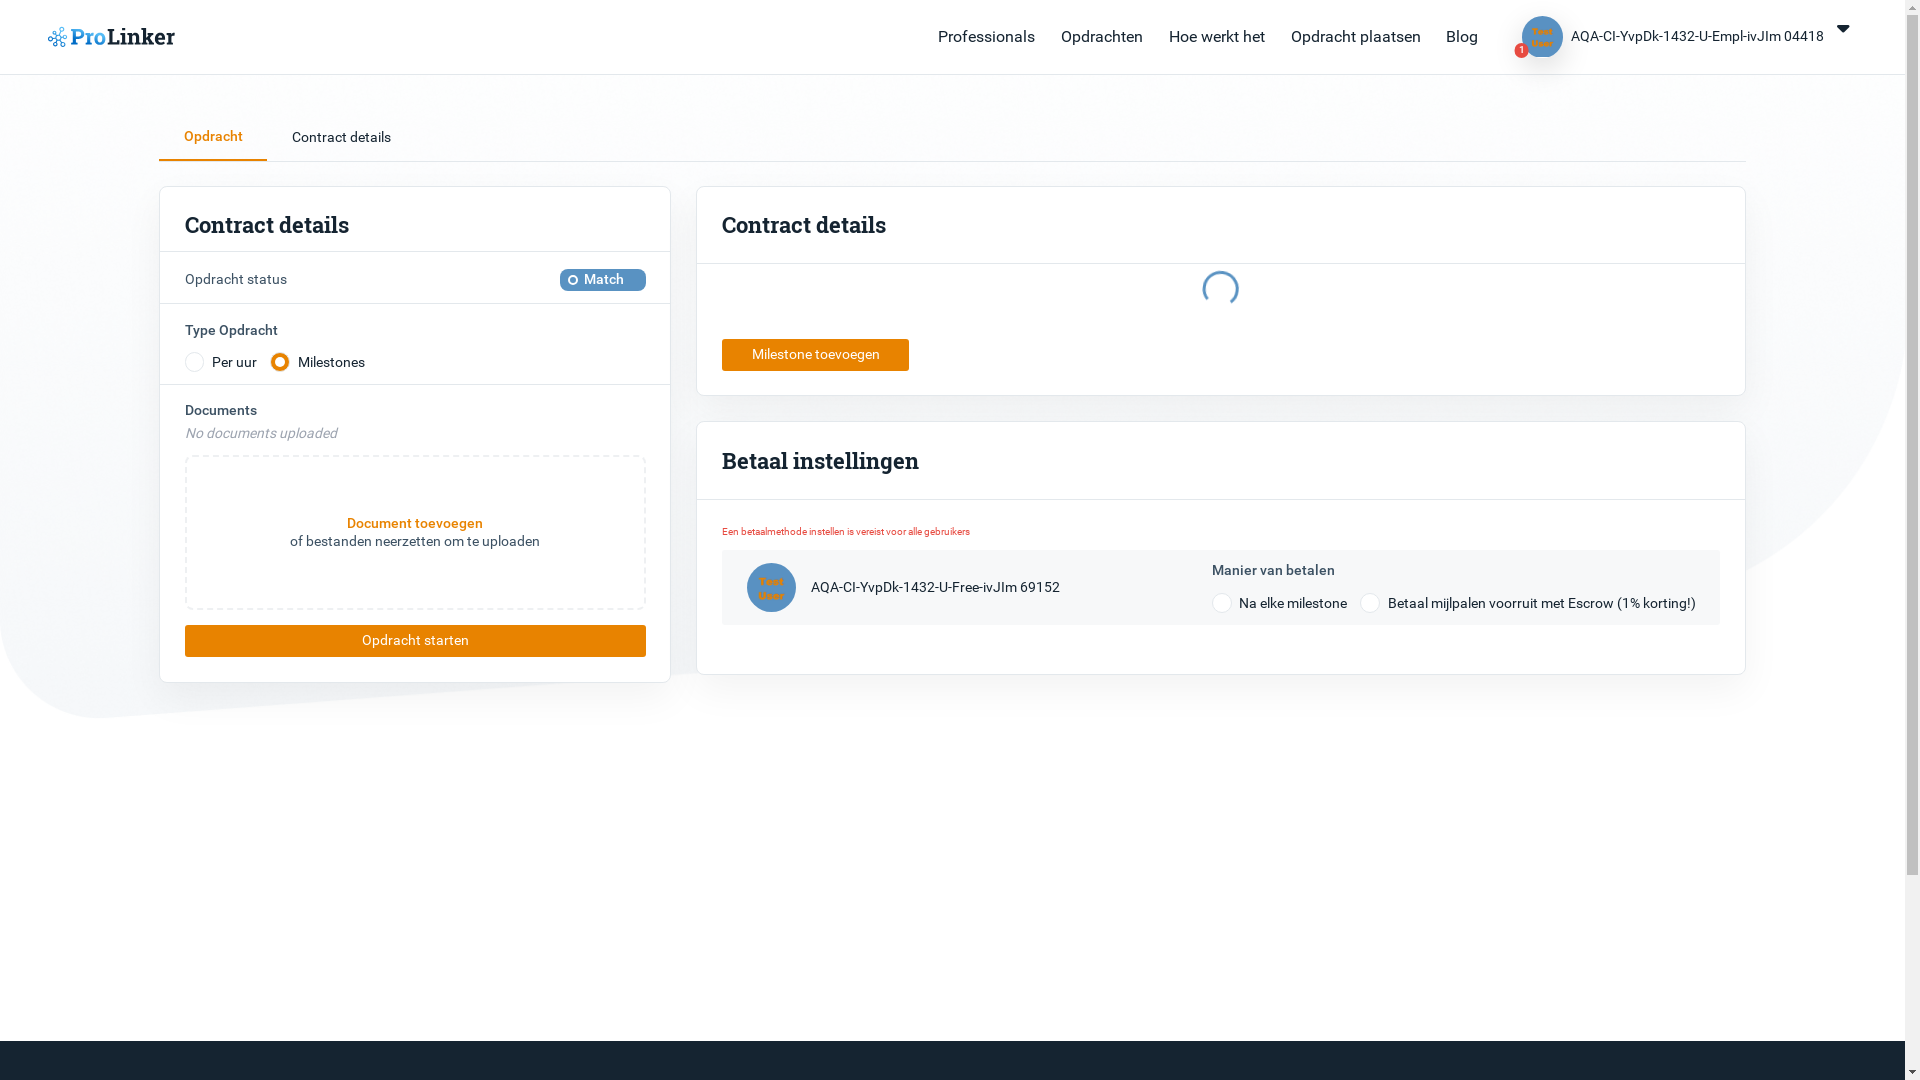 ProLinker
Professionals
Opdrachten
Hoe werkt het
Opdracht plaatsen
Blog
Test
User
1
AQA-CI-YvpDk-1432-U-Empl-ivJIm 04418
Opdracht
Contract details
Contract details
Opdracht status
Match
Type Opdracht
Per uur
Milestones
Documents
No documents uploaded
Document toevoegen
of bestanden neerzetten om te uploaden
Opdracht starten
Contract details
Milestone toevoegen
Betaal instellingen
Een betaalmethode instellen is vereist voor alle gebruikers
Test
User
AQA-CI-YvpDk-1432-U-Free-ivJIm 69152
Manier van betalen
Na elke milestone
Betaal mijlpalen voorruit met Escrow (1% korting!)